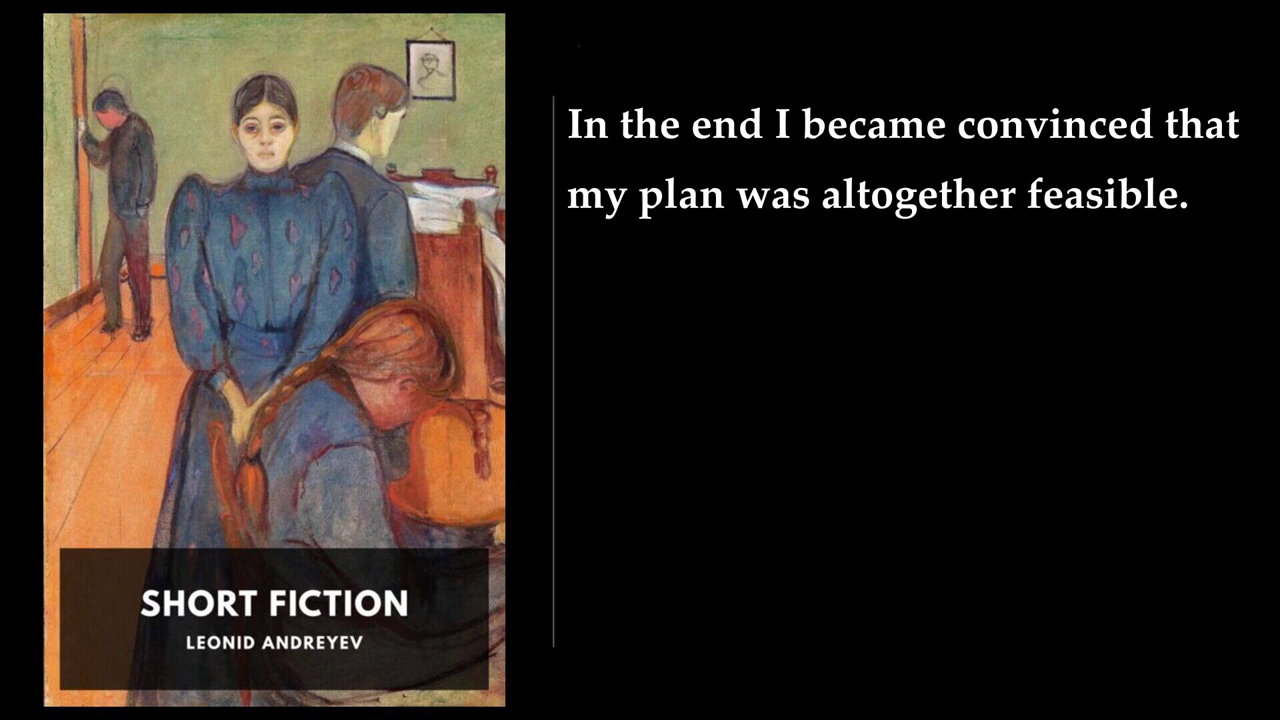 SHORT FICTION
LEONID ANDREYEV
In the end I became convinced that
my plan was altogether feasible.